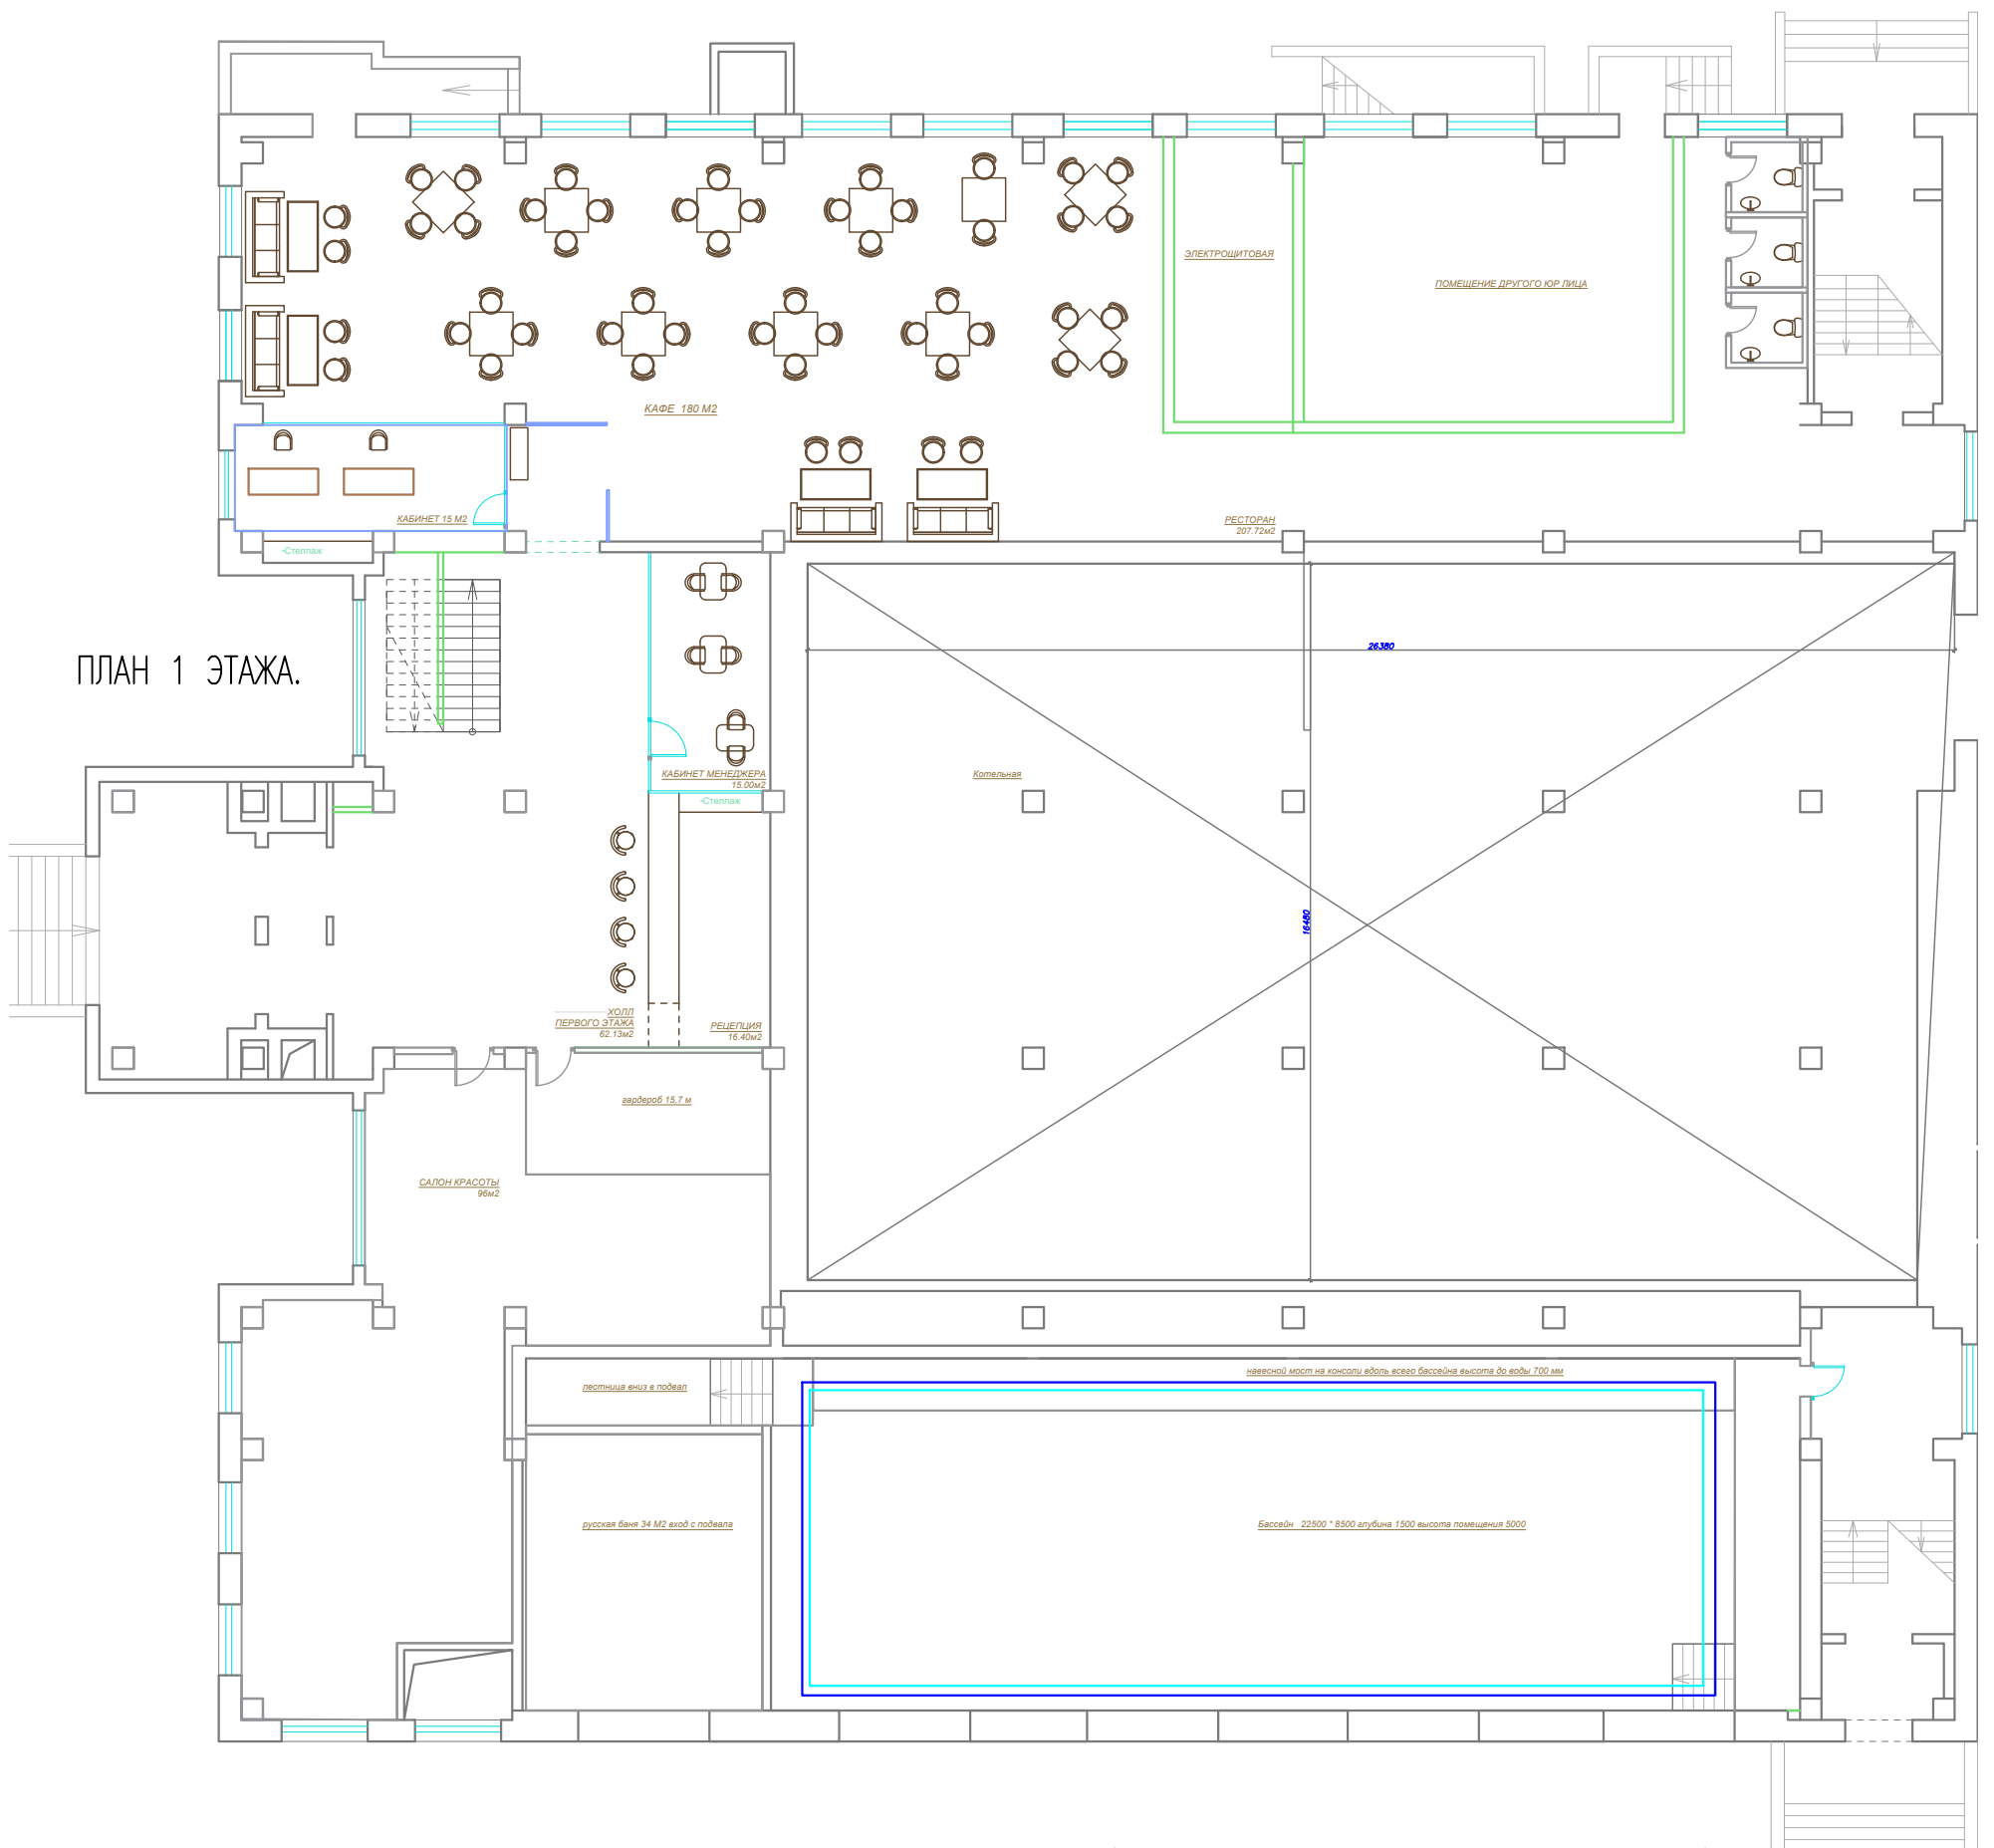 ЭЛЕКТРОЩИТОВАЯ
ПОМЕЩЕНИЕ ДРУГОГО ЮР ЛИЦА
КАФЕ 180 М2
КАБИНЕТ 15 М2
РЕСТОРАН
207.72м2
Стеллаж
ПЛАН 1 ЭТАЖА.
26380
КАБИНЕТ МЕНЕДЖЕРА
15.00м2
Котельная
Стеллаж
16480
ХОЛЛ
ПЕРВОГО ЭТАЖА
62.13м2
РЕЦЕПЦИЯ
16.40м2
гардероб 15,7 м
САЛОН КРАСОТЫ
96м2
навесной мост на консоли вдоль всего бассейна высота до воды 700 мм
лестница вниз в подвал
русская баня 34 М2 вход с подвала
Бассейн 22500 * 8500 глубина 1500 высота помещения 5000